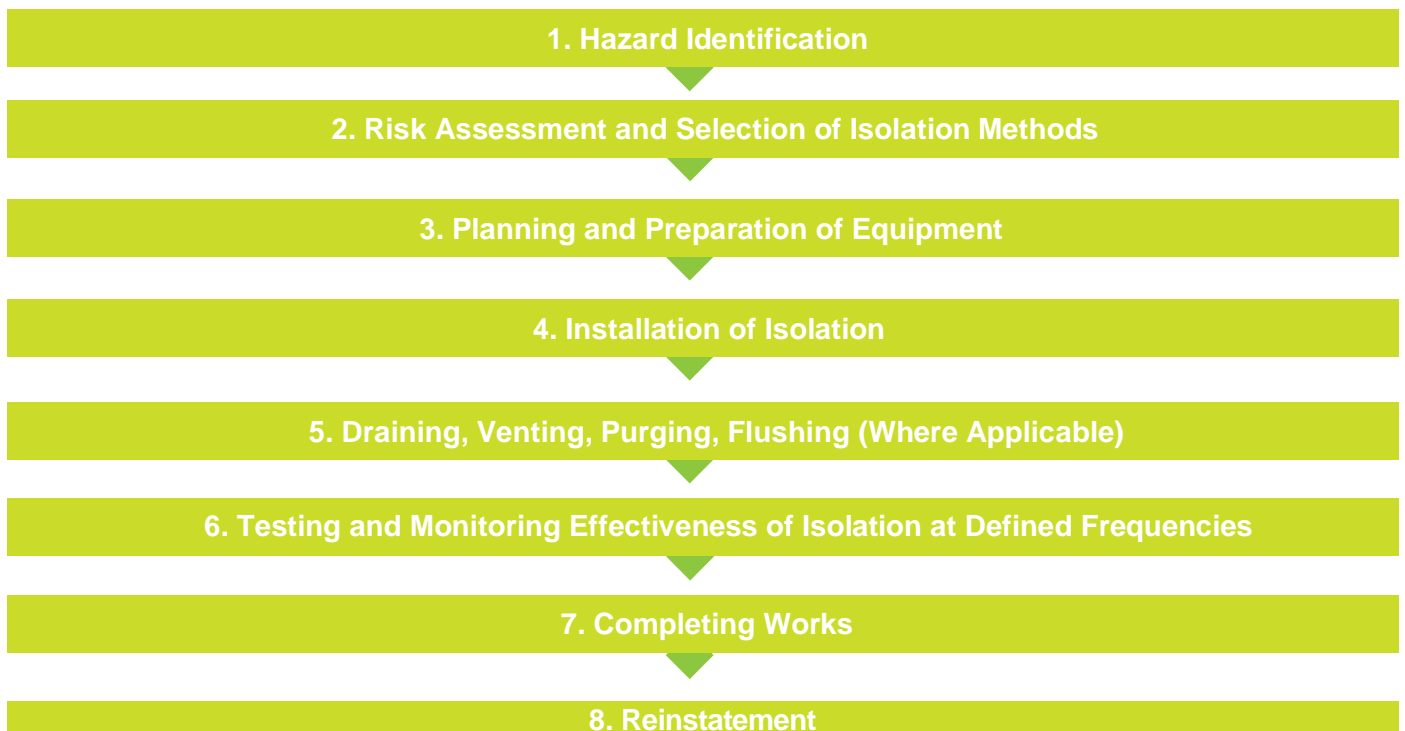 1. Hazard Identification
2. Risk Assessment and Selection of Isolation Methods
3. Planning and Preparation of Equipment
4. Installation of Isolation
5. Draining, Venting, Purging, Flushing (Where Applicable)
6. Testing and Monitoring Effectiveness of Isolation at Defined Frequencies
7. Completing Works
8. Reinstatement